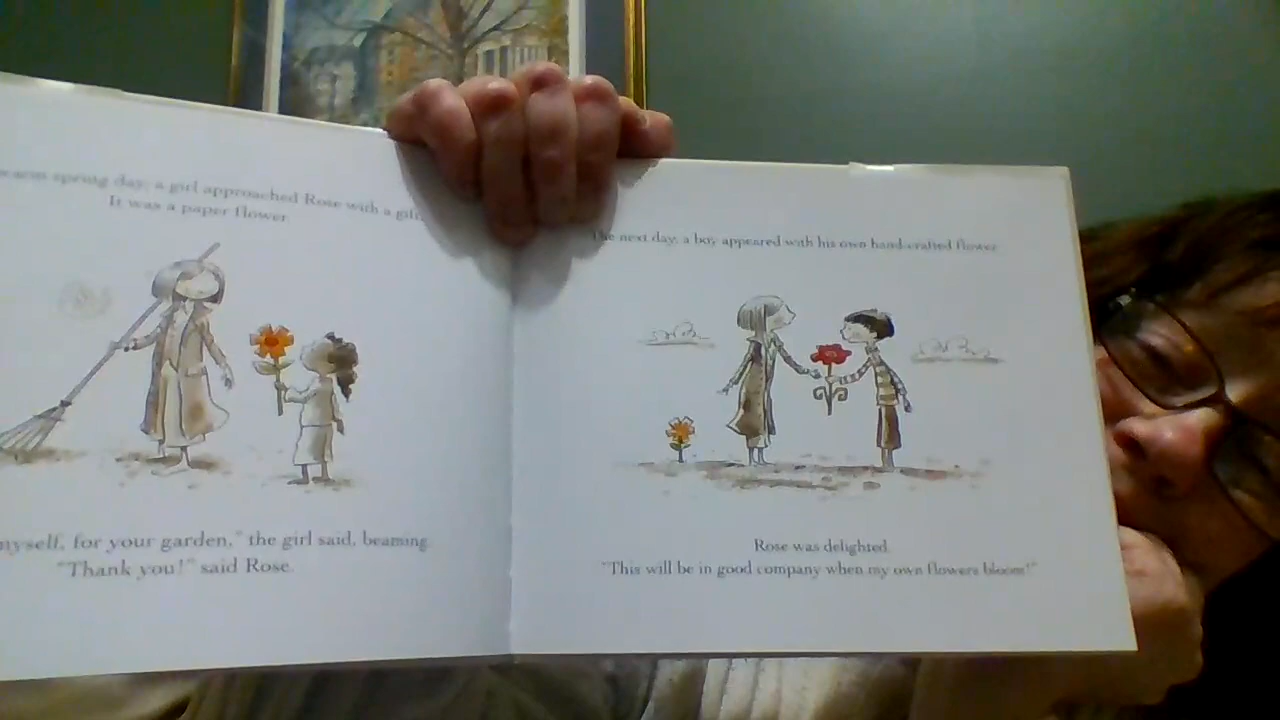 warm spring day, a girl approached Rose with a gift.
It was a paper flower.
myself, for your garden," the girl said, beaming.
"Thank you!" said Rose.
The next day, a boy appeared with his own hand-crafted flower.
Rose was delighted.
"This will be in good company when my own flowers bloom!"